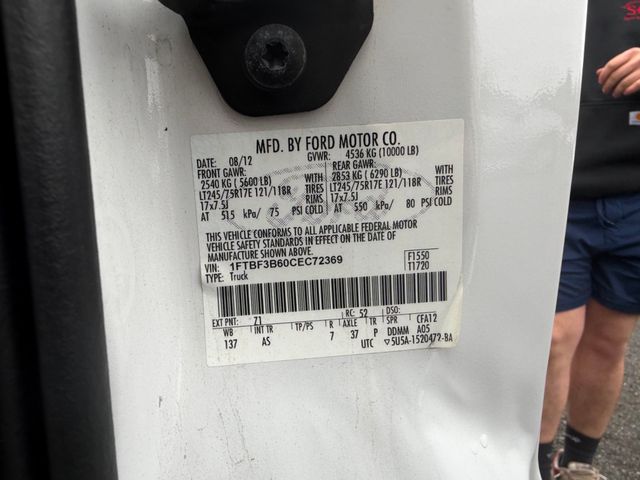 MFD. BY FORD MOTOR CO.
DATE: 08/12 GVWR: 4536 KG (10000 LB)
FRONT GAWR: REAR GAWR:
2540 KG ( 5600 LB) WITH 2853 KG ( 6290 LB) WITH
LT245/75R17E 121/118R TIRES LT245/75R17E 121/118R TIRES
17x7.5J RIMS 17x7.5J RIMS
AT 515 kPa/ 75 PSI COLD AT 550 kPa/ 80 PSI COLD
THIS VEHICLE CONFORMS TO ALL APPLICABLE FEDERAL MOTOR
VEHICLE SAFETY STANDARDS IN EFFECT ON THE DATE OF
MANUFACTURE SHOWN ABOVE.
VIN: 1FTBF3B60CEC72369 F1550
TYPE: Truck T1720
EXT PNT: 71 RC: 52 DSO:
WB INT TR TP/PS R AXLE TR SPR CFA12
137 AS 7 37 P DDMM A05
UTC ▽5U5A-1520472-BA